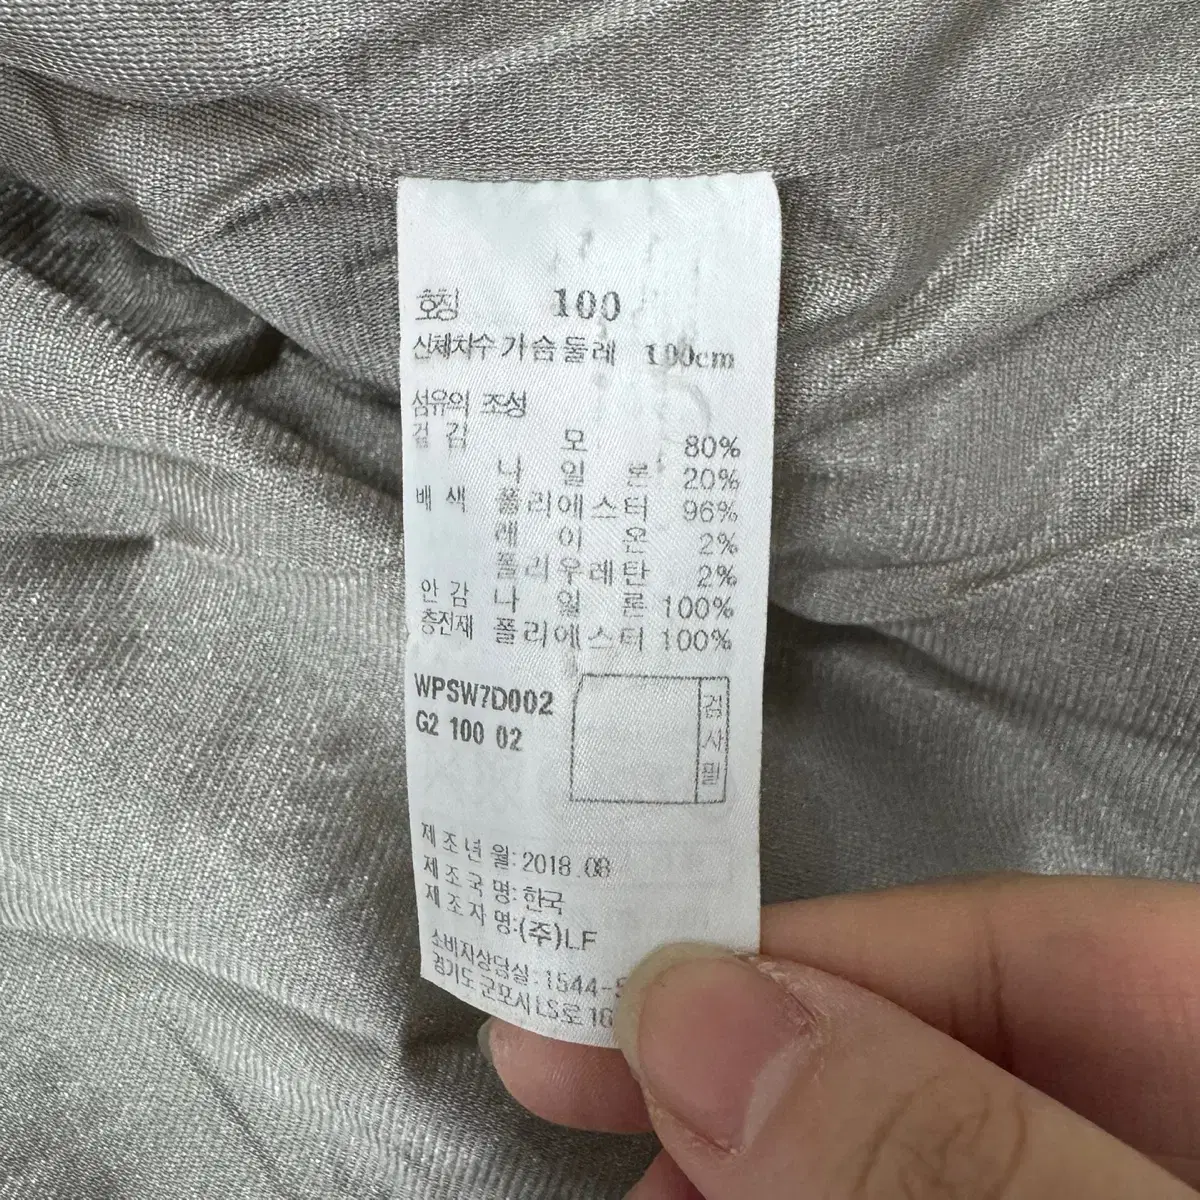 호칭 100
신체치수 가슴둘레 100cm
섬유의 조성
겉감 모 80%
나일론 20%
배색 폴리에스터 96%
레이온 2%
폴리우레탄 2%
안감 나일론 100%
충전재 폴리에스터 100%
WPSW7D002
G2 100 02
검사필
제조년월: 2018.08
제조국명: 한국
제조자명:(주)LF
소비자상담실: 1544-
경기도 군포시 LS로 16